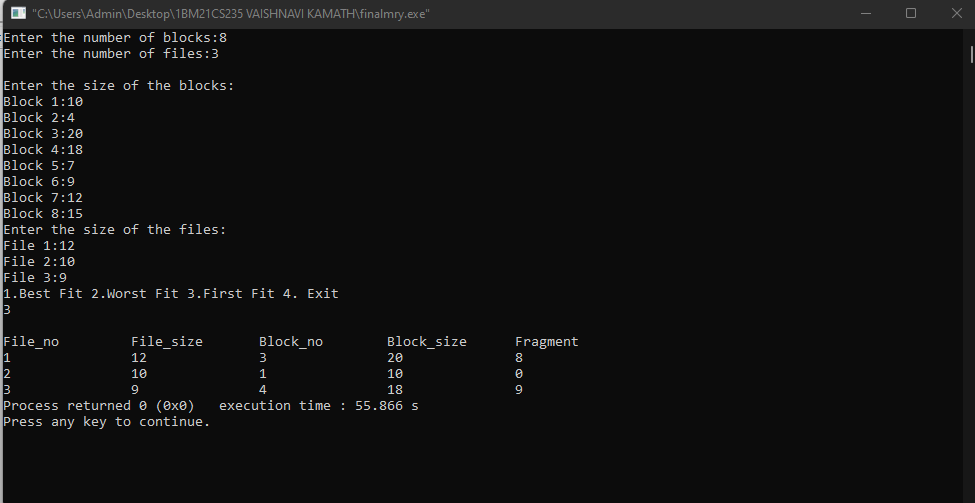 "C:\Users\Admin\Desktop\1BM21CS235 VAISHNAVI KAMATH\finalmry.exe"
Enter the number of blocks:8
Enter the number of files:3
Enter the size of the blocks:
Block 1:10
Block 2:4
Block 3:20
Block 4:18
Block 5:7
Block 6:9
Block 7:12
Block 8:15
Enter the size of the files:
File 1:12
File 2:10
File 3:9
1.Best Fit 2.Worst Fit 3.First Fit 4. Exit
3
File_no File_size Block_no Block_size Fragment
1 12 3 20 8
2 10 1 10 0
3 9 4 18 9
Process returned 0 (0x0) execution time : 55.866 s
Press any key to continue.